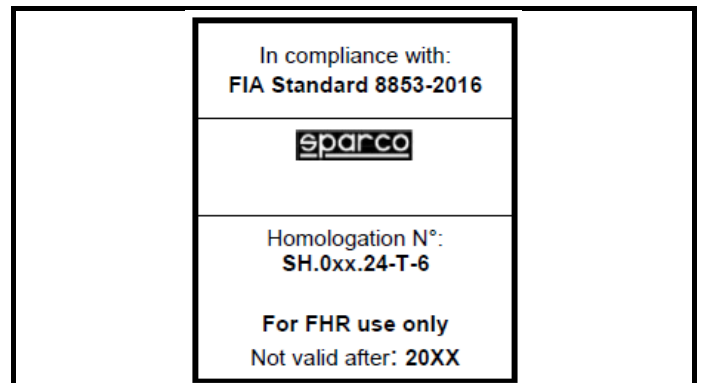 In compliance with:
FIA Standard 8853-2016
sparco
Homologation N°:
SH.0xx.24-T-6
For FHR use only
Not valid after: 20XX